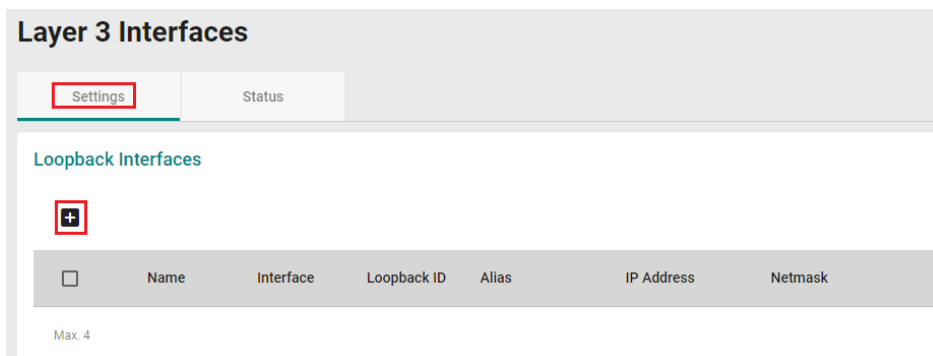 Layer 3 Interfaces
Settings Status
Loopback Interfaces
Name Interface Loopback ID Alias IP Address Netmask
Max. 4